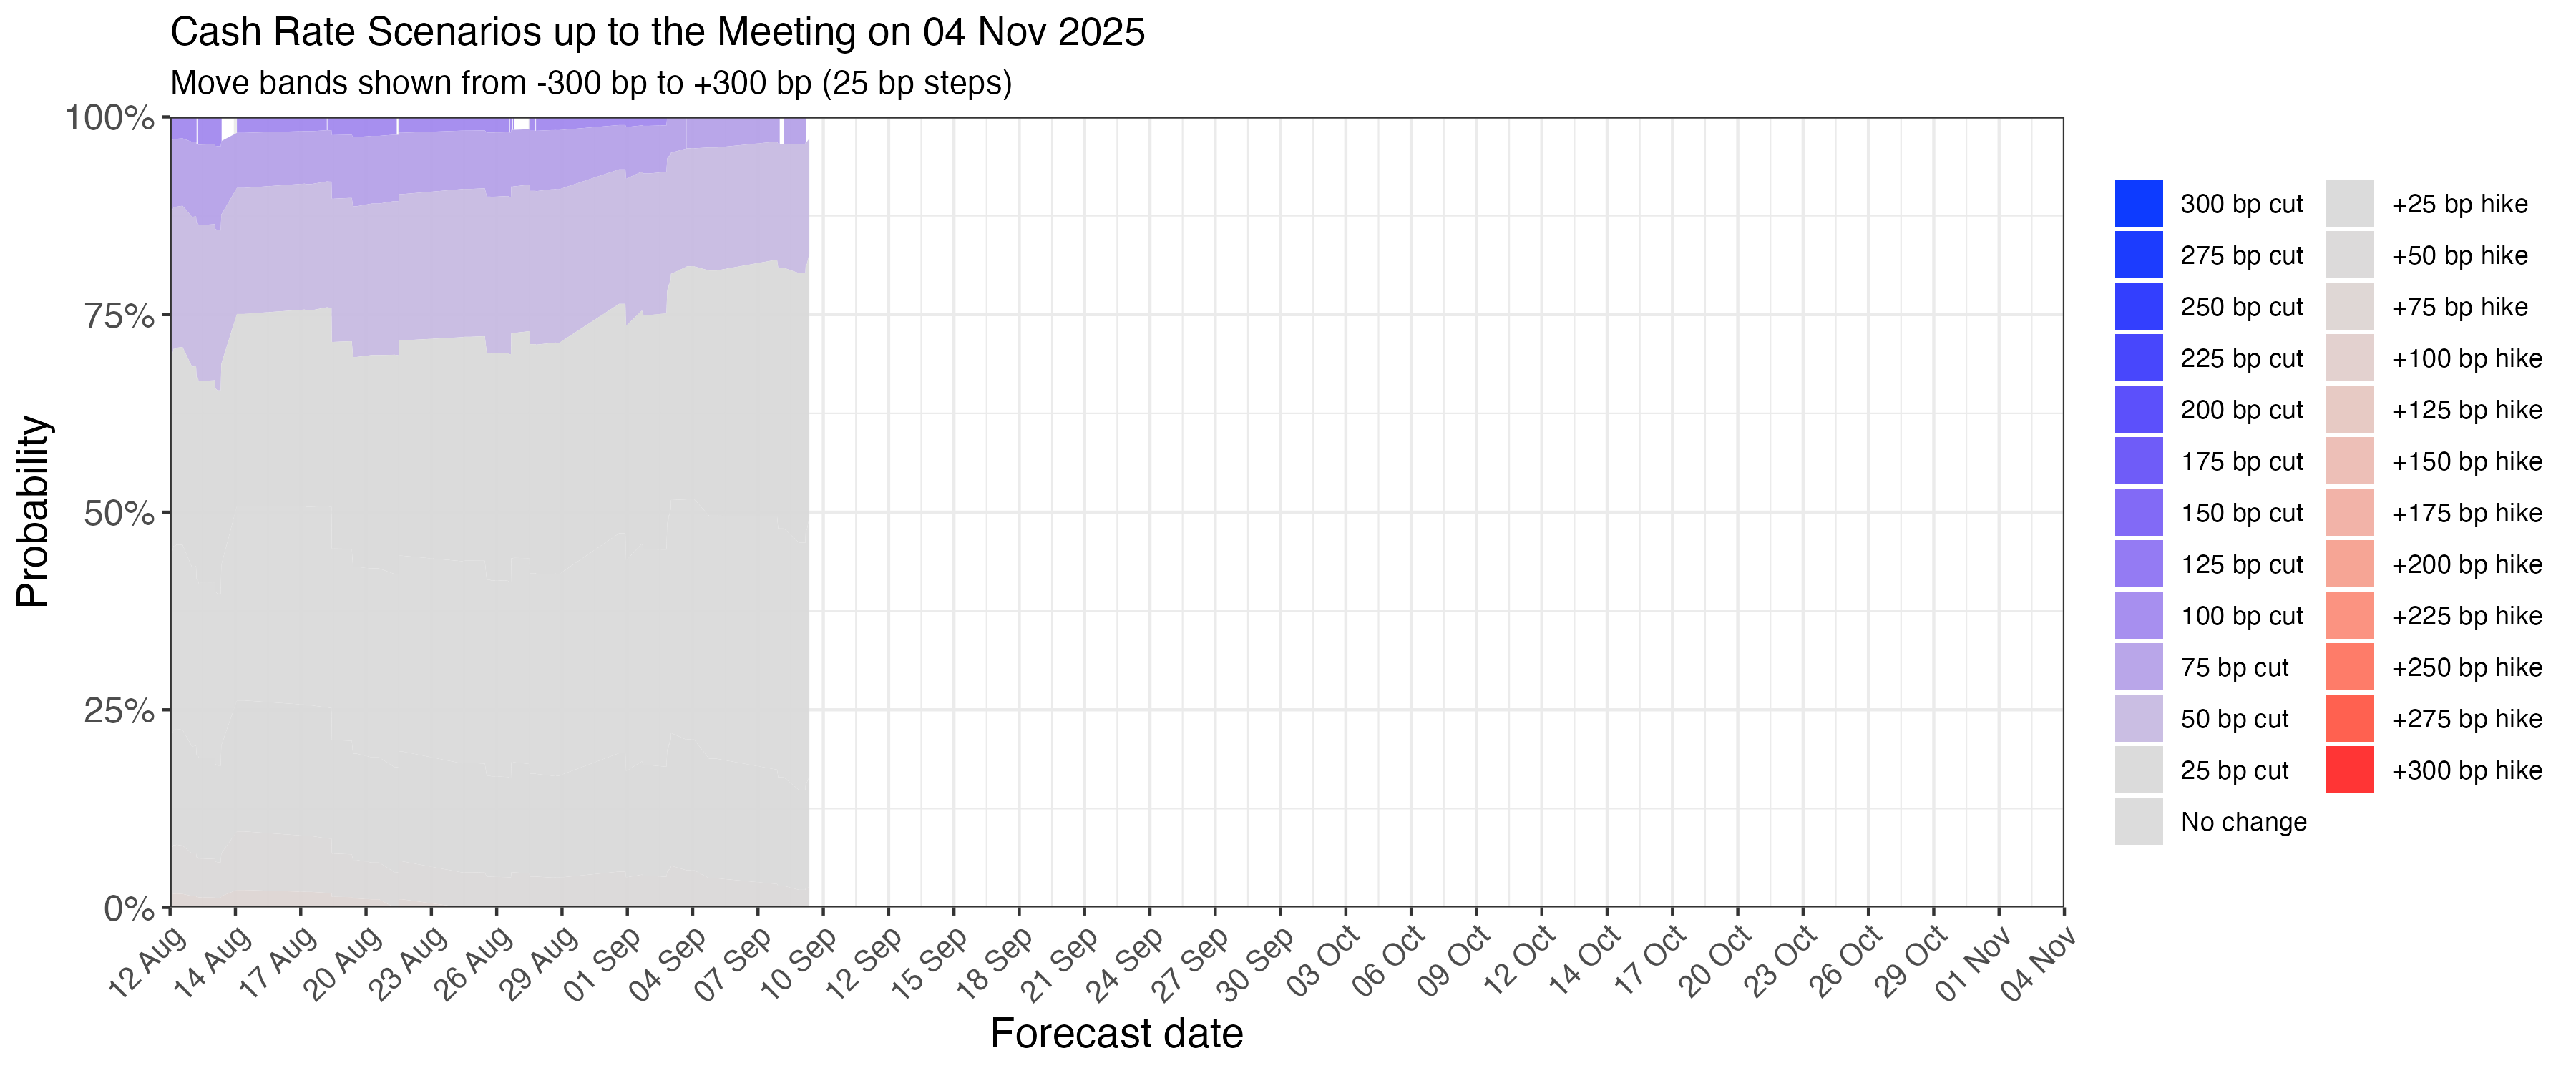 Cash Rate Scenarios up to the Meeting on 04 Nov 2025
Move bands shown from -300 bp to +300 bp (25 bp steps)
Probability
100%
75%
50%
25%
0%
12 Aug
14 Aug
17 Aug
20 Aug
23 Aug
26 Aug
29 Aug
01 Sep
04 Sep
07 Sep
10 Sep
12 Sep
15 Sep
18 Sep
21 Sep
24 Sep
27 Sep
30 Sep
03 Oct
06 Oct
09 Oct
12 Oct
14 Oct
17 Oct
20 Oct
23 Oct
26 Oct
29 Oct
01 Nov
04 Nov
Forecast date
300 bp cut
275 bp cut
250 bp cut
225 bp cut
200 bp cut
175 bp cut
150 bp cut
125 bp cut
100 bp cut
75 bp cut
50 bp cut
25 bp cut
No change
+25 bp hike
+50 bp hike
+75 bp hike
+100 bp hike
+125 bp hike
+150 bp hike
+175 bp hike
+200 bp hike
+225 bp hike
+250 bp hike
+275 bp hike
+300 bp hike